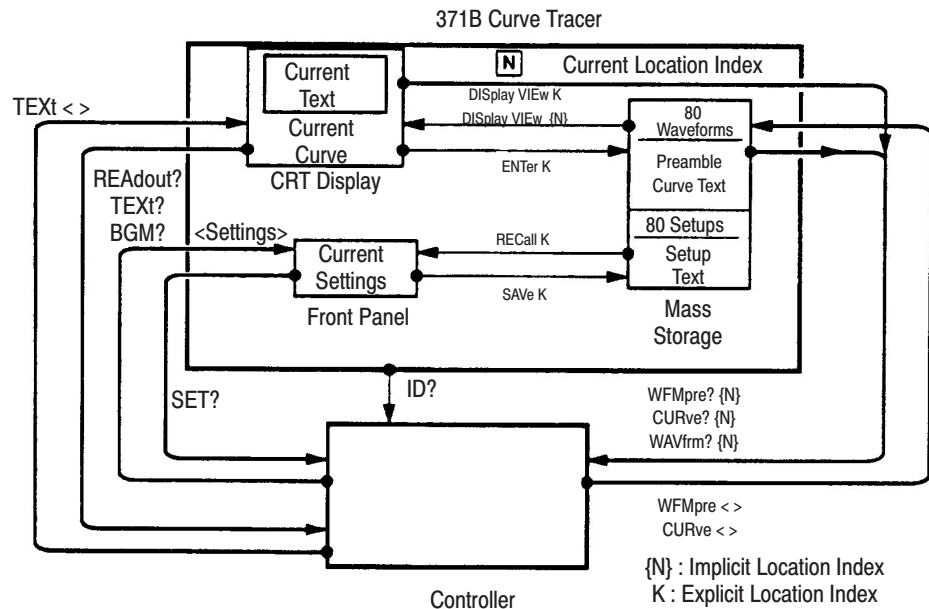 371B Curve Tracer
N
Current Location Index
Current
Text
Current
Curve
CRT Display
DISplay VIEw K
DISplay VIEw {N}
ENTer K
80
Waveforms
Preamble
Curve Text
80 Setups
Setup
Text
Mass
Storage
TEXt < >
REAdout?
TEXt?
BGM?
<Settings>
Current
Settings
Front Panel
RECall K
SAVe K
SET?
ID?
WFMpre? {N}
CURve? {N}
WAVfrm? {N}
WFMpre < >
CURve < >
Controller
{N} : Implicit Location Index
K : Explicit Location Index